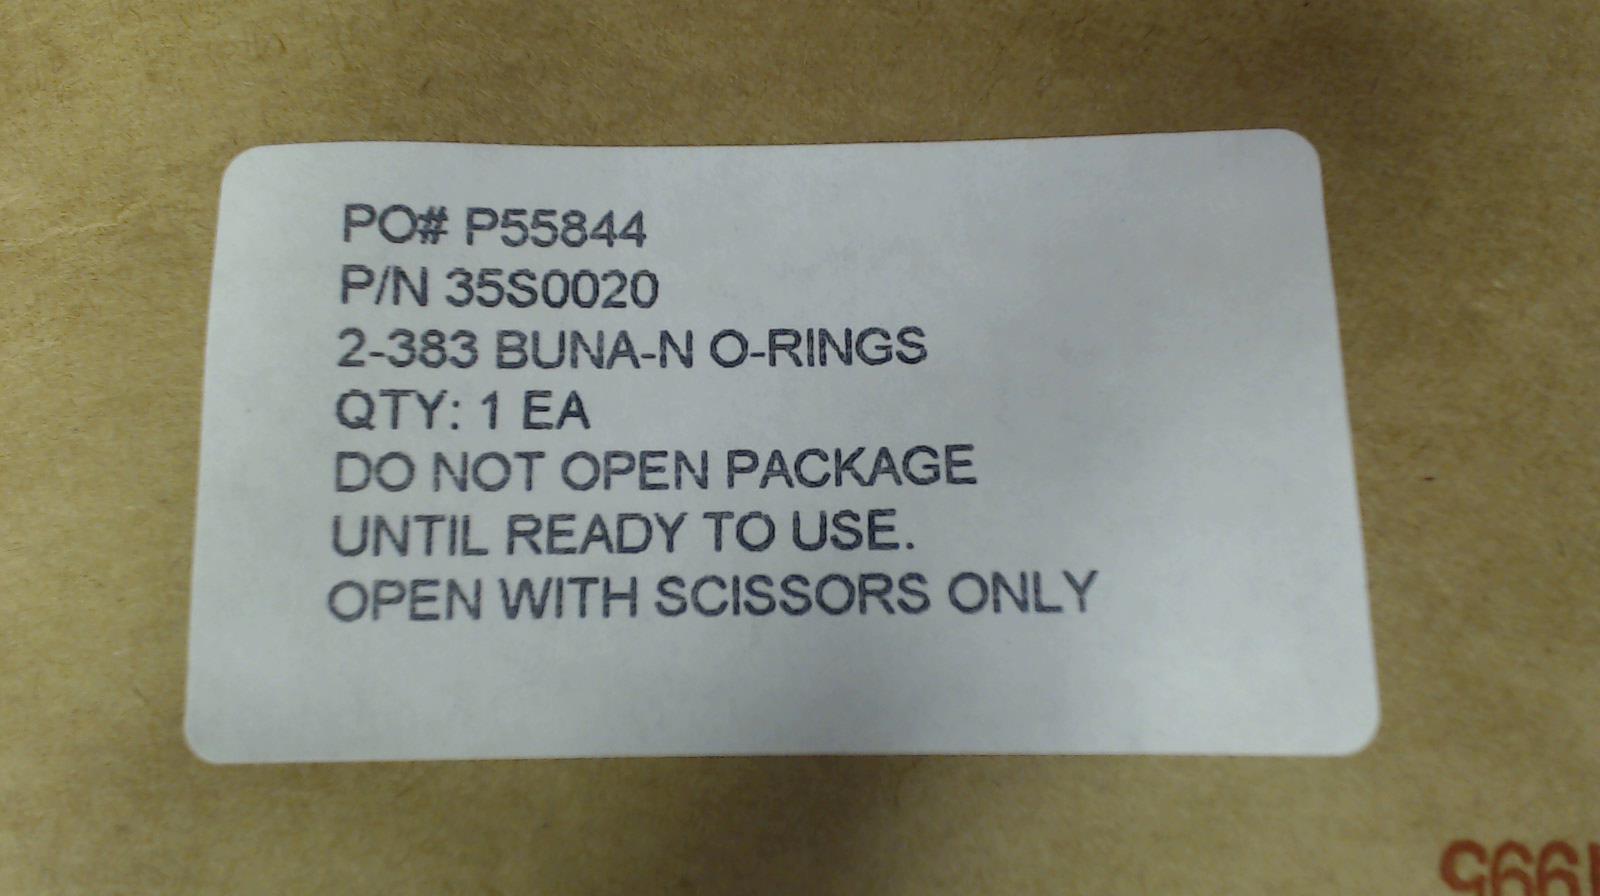 PO# P55844
P/N 35S0020
2-383 BUNA-N O-RINGS
QTY: 1 EA
DO NOT OPEN PACKAGE
UNTIL READY TO USE.
OPEN WITH SCISSORS ONLY